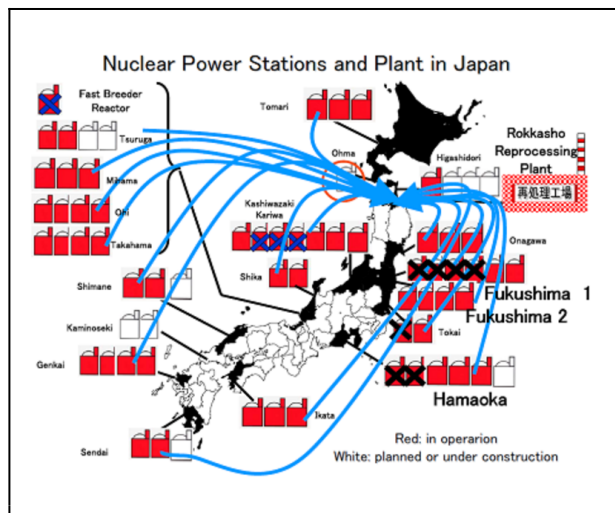 Nuclear Power Stations and Plant in Japan
Fast Breeder
Reactor
Tsuruga
Mihama
Ohi
Takahama
Shimane
Kaminoseki
Genkai
Sendai
Tomari
Ohma
Higashidori
Rokkasho
Reprocessing
Plant
再処理工場
Kashiwazaki
Kariwa
Shika
Onagawa
Fukushima 1
Fukushima 2
Tokai
Hamaoka
Ikata
Red: in operarion
White: planned or under construction